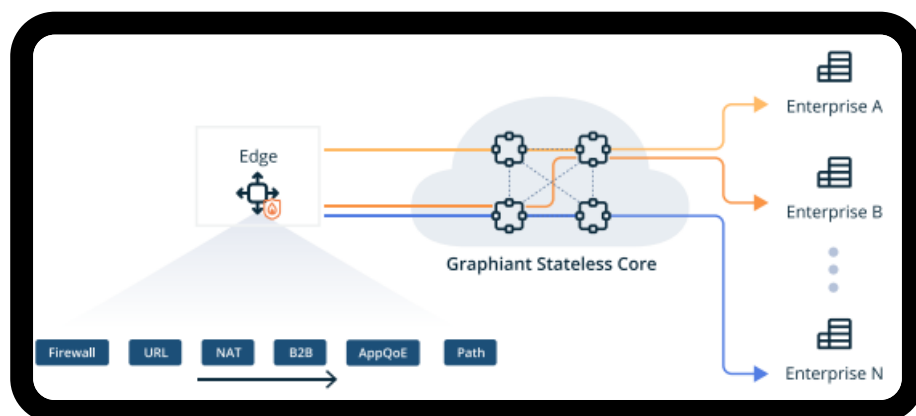 Edge
Enterprise A
Enterprise B
Graphiant Stateless Core
Firewall URL NAT B2B AppQoE Path
Enterprise N